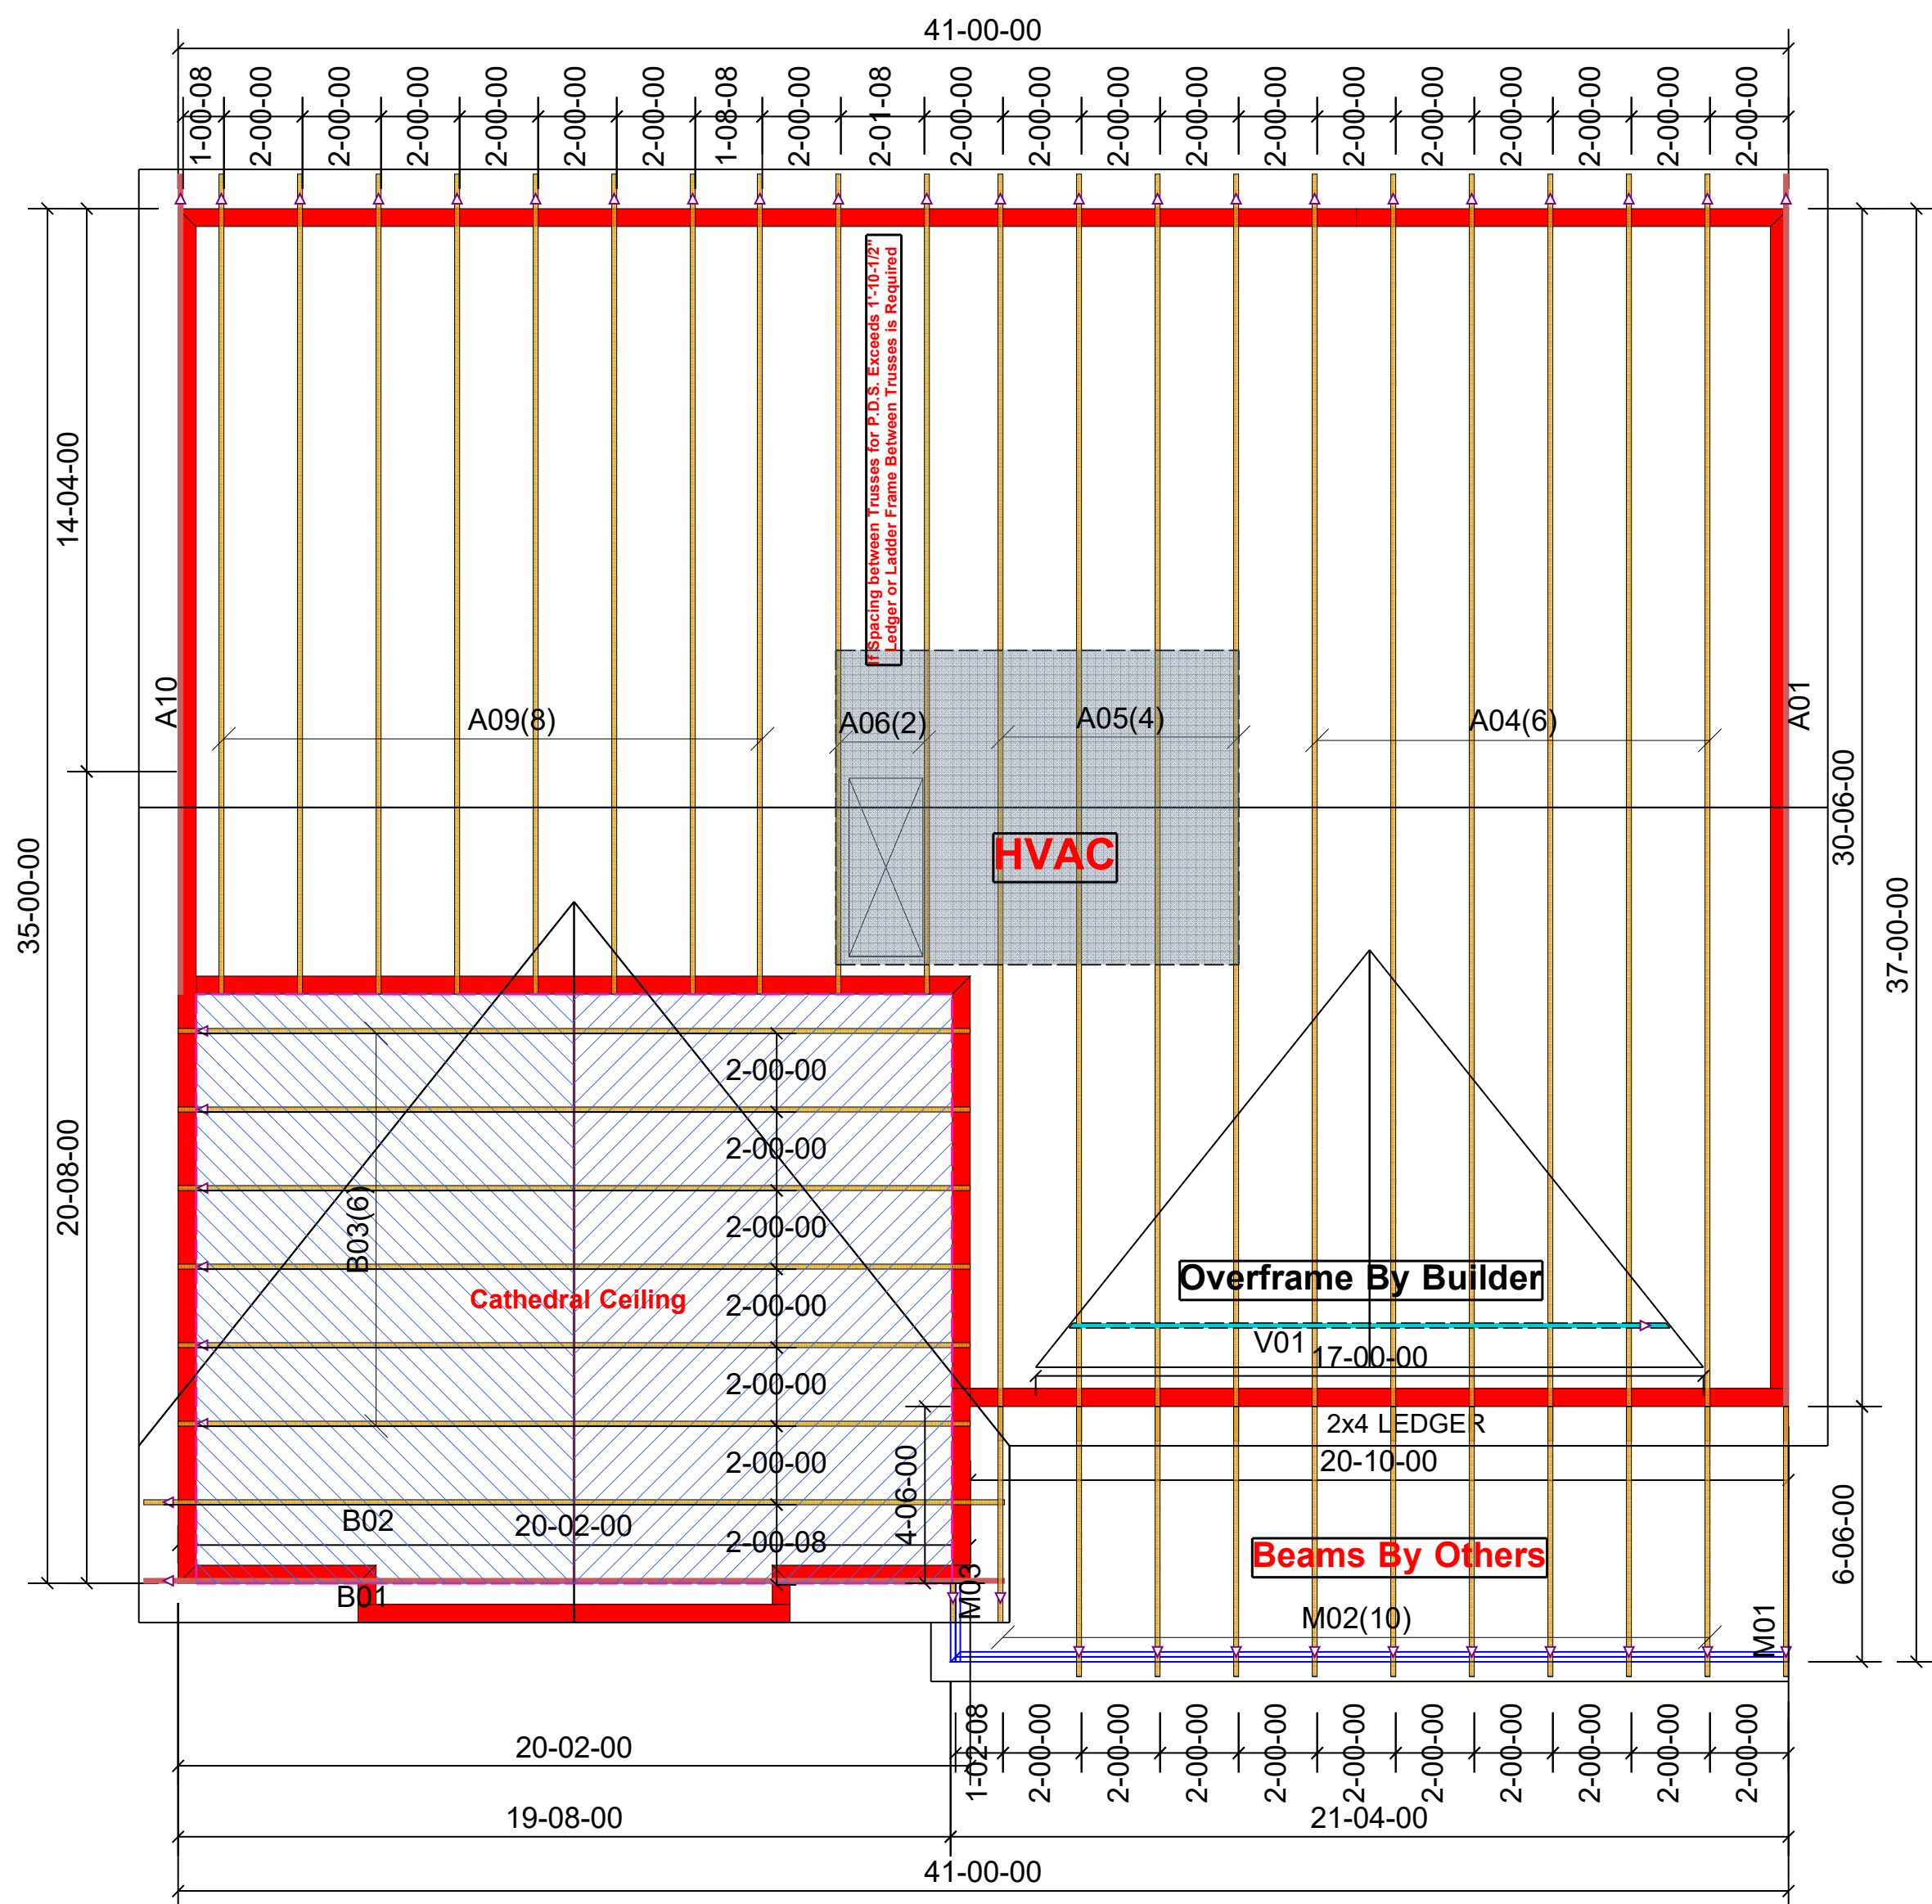 41-00-00
1-00-08
2-00-00
2-00-00
2-00-00
2-00-00
2-00-00
2-00-00
1-08-08
2-00-00
2-01-08
2-00-00
2-00-00
2-00-00
2-00-00
2-00-00
2-00-00
2-00-00
2-00-00
2-00-00
2-00-00
2-00-00
If Spacing between Trusses for P.D.S. Exceeds 1'-10-1/2"
Ledger or Ladder Frame Between Trusses is Required
14-04-00
35-00-00
20-08-00
A10
A09(8)
A06(2)
A05(4)
A04(6)
A01
30-06-00
37-00-00
HVAC
2-00-00
2-00-00
2-00-00
2-00-00
2-00-00
2-00-00
2-00-08
B03(6)
Cathedral Ceiling
Overframe By Builder
V01
17-00-00
2x4 LEDGER
20-10-00
4-06-00
6-06-00
B02
20-02-00
B01
M03
Beams By Others
M02(10)
M01
20-02-00
1-02-08
2-00-00
2-00-00
2-00-00
2-00-00
2-00-00
2-00-00
2-00-00
2-00-00
2-00-00
2-00-00
19-08-00
21-04-00
41-00-00